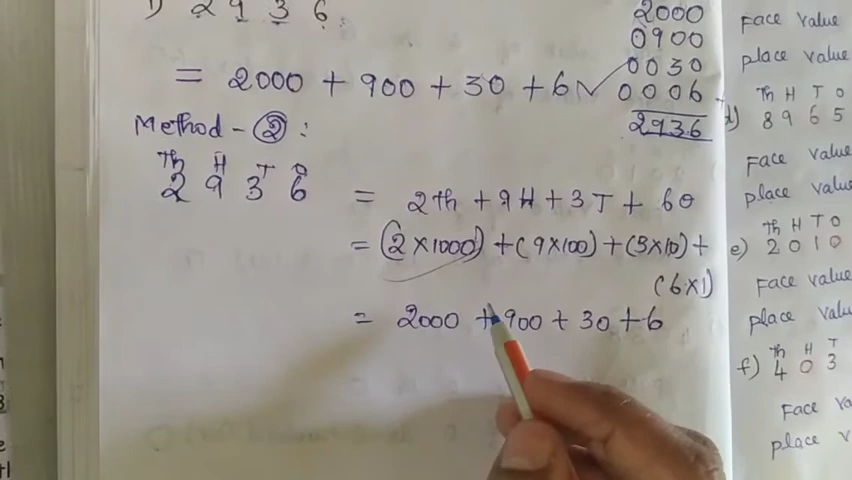 1) 2 9 3 6
= 2000 + 900 + 30 + 6
2000
0900
0030
0006
2936
Method - 2 :
Th H T O
2 9 3 6 = 2Th + 9H + 3T + 6O
= (2×1000) + (9×100) + (3×10) +
(6×1)
= 2000 + 900 + 30 + 6
Face value
place value
Th H T O
d) 8 9 6 5
Face value
place value
Th H T O
e) 2 0 1 0
Face value
place valu
Th H T
f) 4 0 3
Face va
place v